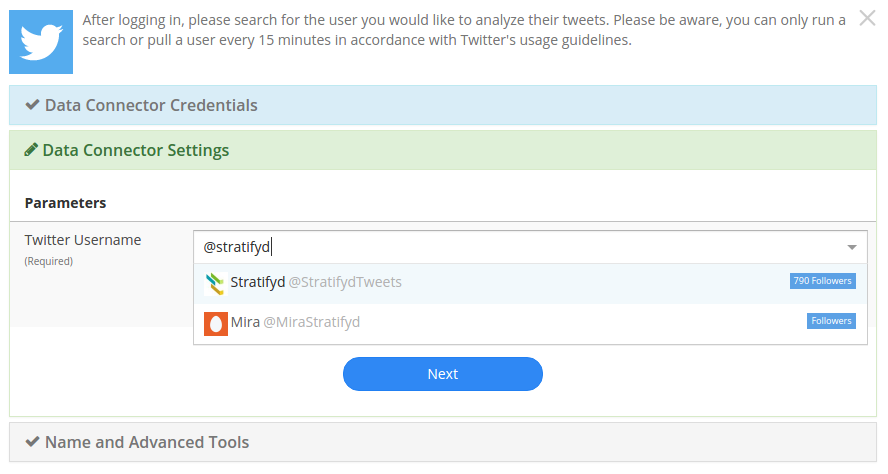 After logging in, please search for the user you would like to analyze their tweets. Please be aware, you can only run a
search or pull a user every 15 minutes in accordance with Twitter's usage guidelines.
Data Connector Credentials
Data Connector Settings
Parameters
Twitter Username
(Required)
@stratifyd
Stratifyd @StratifydTweets 790 Followers
Mira @MiraStratifyd Followers
Next
Name and Advanced Tools